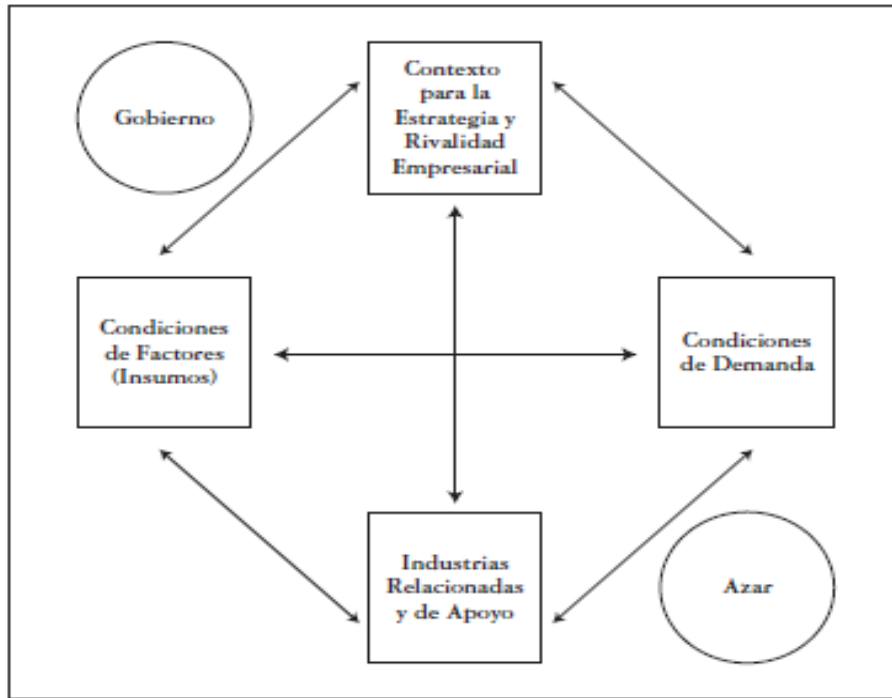 Gobierno
Contexto
para la
Estrategia y
Rivalidad
Empresarial
Condiciones
de Factores
(Insumos)
Condiciones
de Demanda
Industrias
Relacionadas
y de Apoyo
Azar